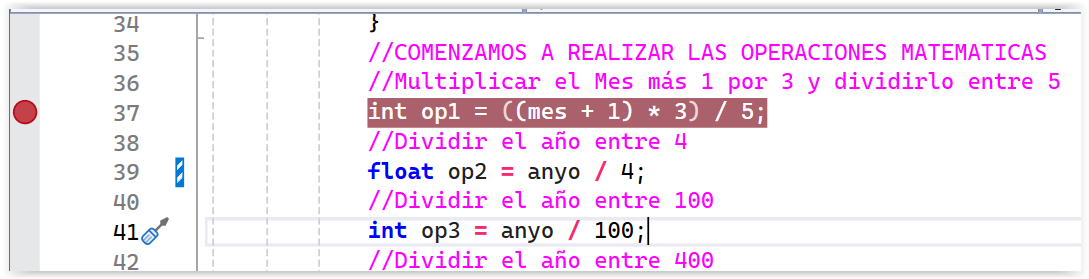 34 }
35 //COMENZAMOS A REALIZAR LAS OPERACIONES MATEMATICAS
36 //Multiplicar el Mes más 1 por 3 y dividirlo entre 5
37 int op1 = ((mes + 1) * 3) / 5;
38 //Dividir el año entre 4
39 float op2 = anyo / 4;
40 //Dividir el año entre 100
41 int op3 = anyo / 100;
42 //Dividir el año entre 400